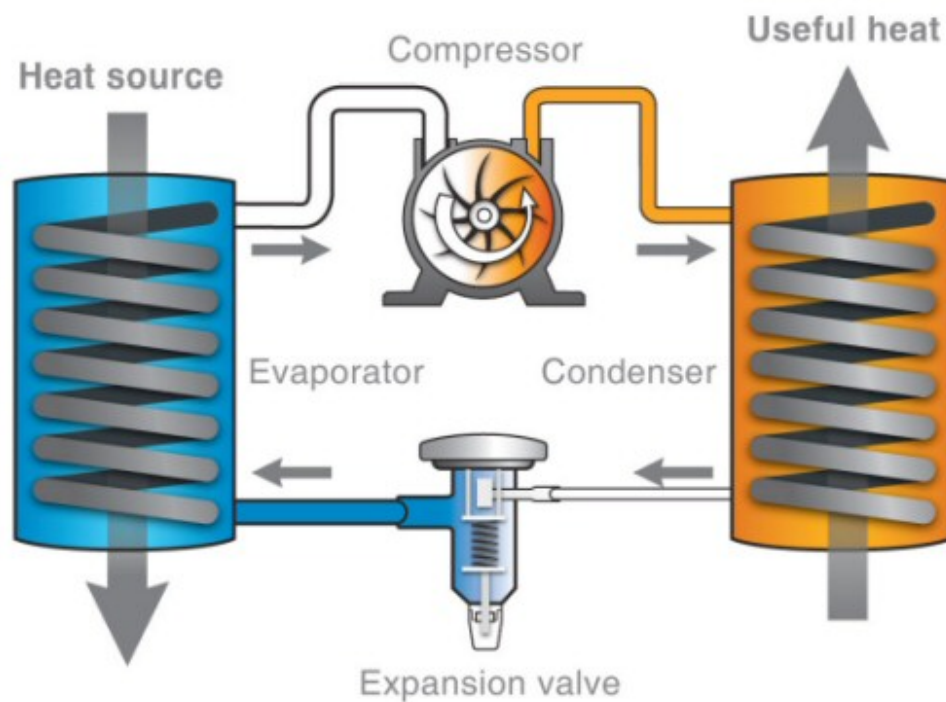 Useful heat
Compressor
Heat source
Evaporator
Condenser
Expansion valve